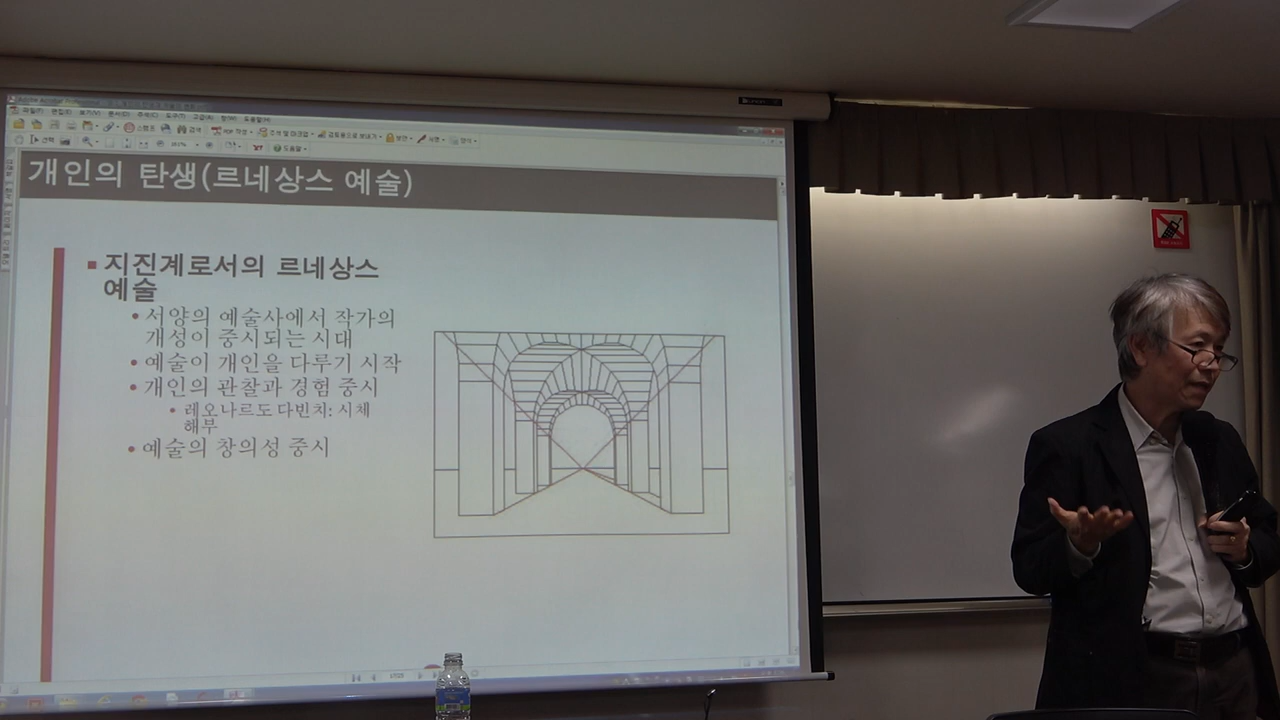 개인의 탄생(르네상스 예술)
지진계로서의 르네상스
예술
서양의 예술사에서 작가의
개성이 중시되는 시대
예술이 개인을 다루기 시작
개인의 관찰과 경험 중시
레오나르도 다빈치: 시체
해부
예술의 창의성 중시